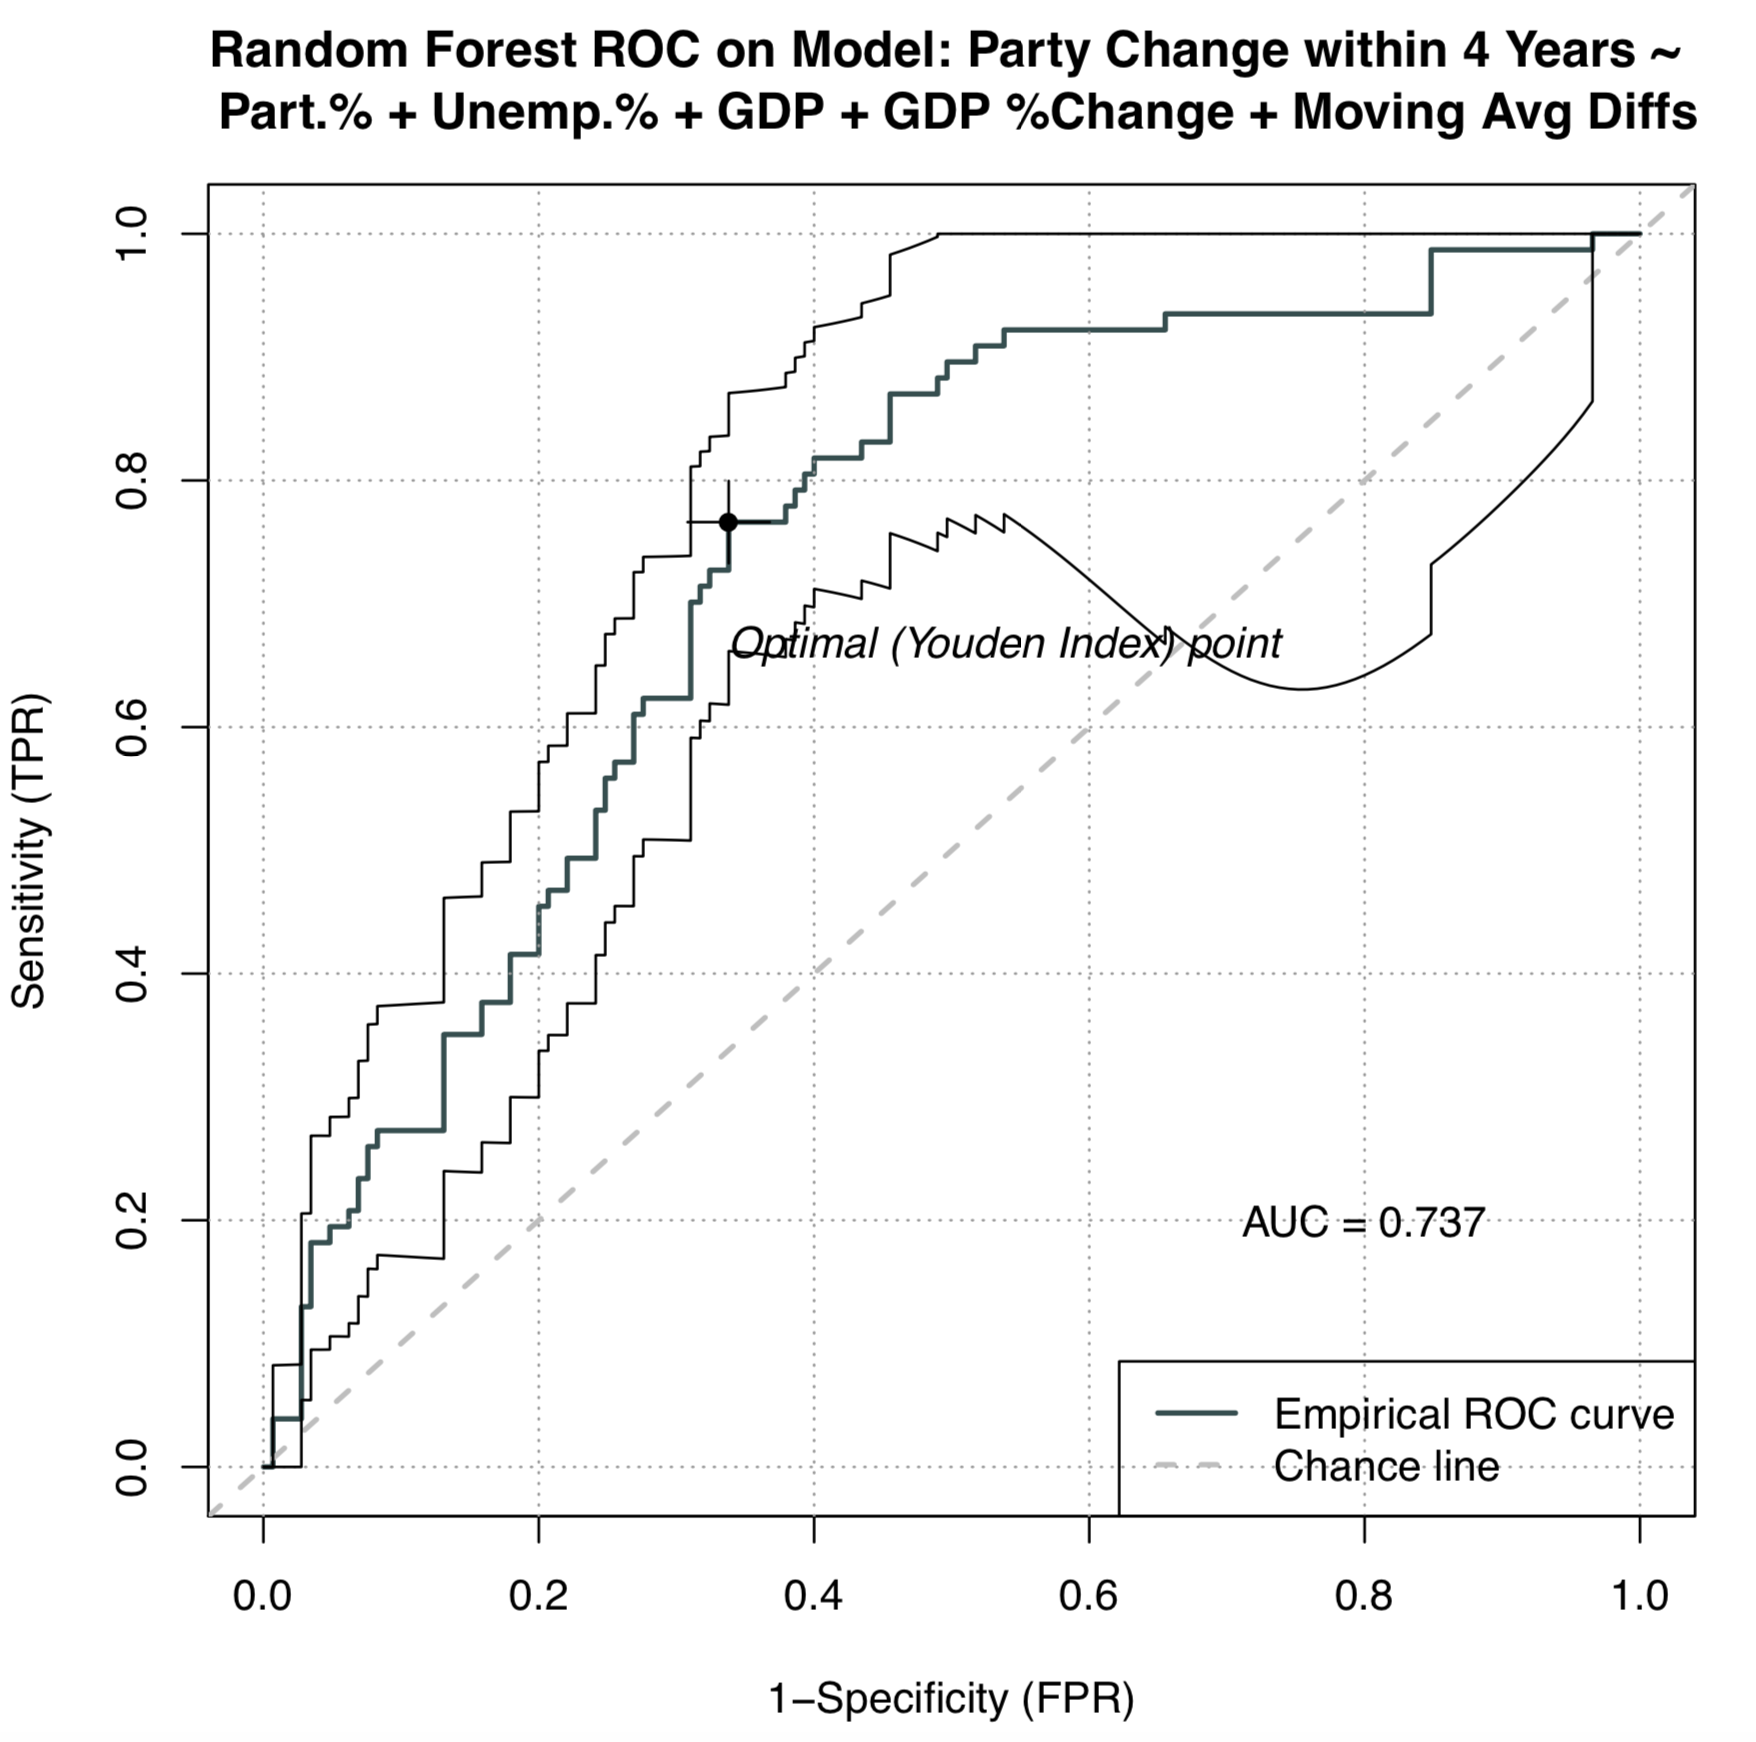 Random Forest ROC on Model: Party Change within 4 Years ~
Part.% + Unemp.% + GDP + GDP %Change + Moving Avg Diffs
Sensitivity (TPR)
1.0
0.8
0.6
0.4
0.2
0.0
Optimal (Youden Index) point
AUC = 0.737
Empirical ROC curve
Chance line
0.0 0.2 0.4 0.6 0.8 1.0
1−Specificity (FPR)